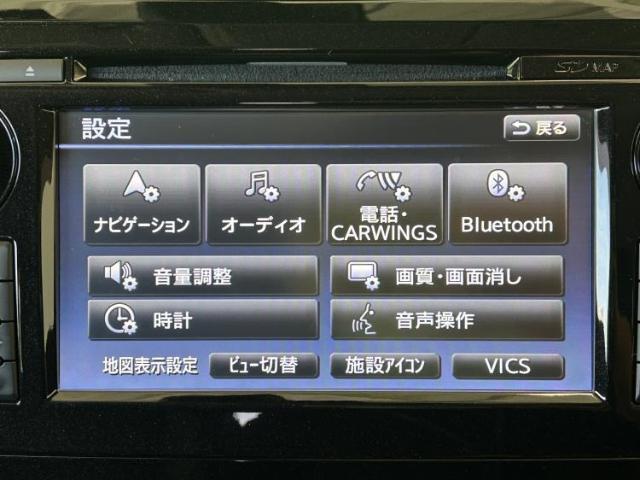 SD MAP
設定
戻る
ナビゲーション
オーディオ
電話・
CARWINGS
Bluetooth
音量調整
画質・画面消し
時計
音声操作
地図表示設定
ビュー切替
施設アイコン
VICS